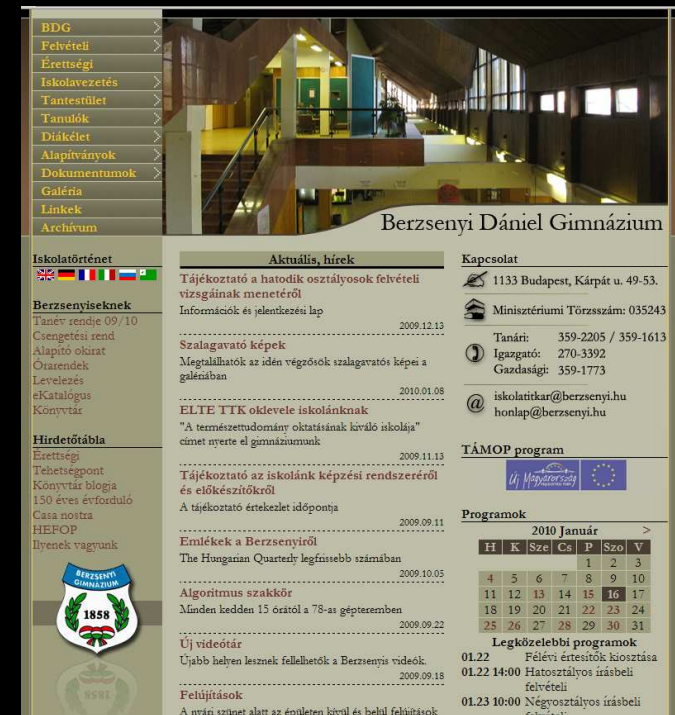 BDG
Felvételi
Érettségi
Iskolavezetés
Tantestület
Tanulók
Diákélet
Alapítványok
Dokumentumok
Galéria
Linkek
Archívum
Berzsenyi Dániel Gimnázium
Iskolatörténet
Berzsenyiseknek
Tanév rendje 09/10
Csengetési rend
Alapító okirat
Órarendek
Levelezés
eKatalógus
Könyvtár
Hirdetőtábla
Érettségi
Tehetségpont
Könyvtár blogja
150 éves évforduló
Casa nostra
HEFOP
Ilyenek vagyunk
BERZSENYI
GIMNÁZIUM
1858
Aktuális, hírek
Tájékoztató a hatodik osztályosok felvételi
vizsgáinak menetéről
Információk és jelentkezési lap
2009.12.13
Szalagavató képek
Megtalálhatók az idén végzősök szalagavatós képei a
galériában
2010.01.08
ELTE TTK oklevele iskolánknak
"A természettudomány oktatásának kiváló iskolája"
címet nyerte el gimnáziumunk
2009.11.13
Tájékoztató az iskolánk képzési rendszeréről
és előkészítőkről
A tájékoztató értekezlet időpontja
2009.09.11
Emlékek a Berzsenyiről
The Hungarian Quarterly legfrissebb számában
2009.10.05
Algoritmus szakkör
Minden kedden 15 órától a 78-as gépteremben
2009.09.22
Új videótár
Újabb helyen lesznek fellelhetők a Berzsenyis videók.
2009.09.18
Felújítások
A nyári szünet alatt az épületen kívül és belül felújítások
Kapcsolat
1133 Budapest, Kárpát u. 49-53.
Minisztériumi Törzsszám: 035243
Tanári: 359-2205 / 359-1613
Igazgató: 270-3392
Gazdasági: 359-1773
@ iskolatitkar@berzsenyi.hu
honlap@berzsenyi.hu
TÁMOP program
Új Magyarország
Programok
2010 Január >
H K Sze Cs P Szo V
1 2 3
4 5 6 7 8 9 10
11 12 13 14 15 16 17
18 19 20 21 22 23 24
25 26 27 28 29 30 31
Legközelebbi programok
01.22 Félévi értesítők kiosztása
01.22 14:00 Hatosztályos írásbeli
felvételi
01.23 10:00 Négyosztályos írásbeli
felvételi